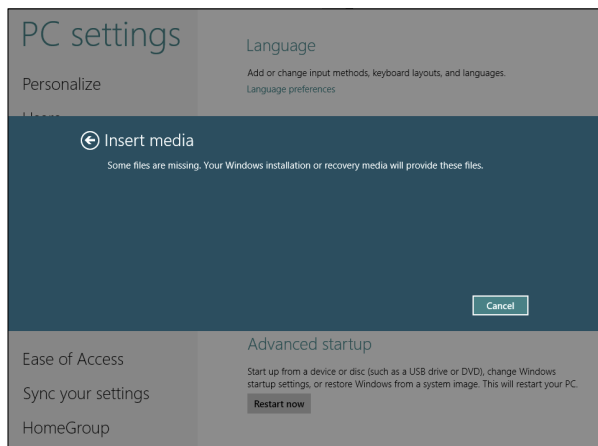 PC settings
Personalize
Language
Add or change input methods, keyboard layouts, and languages.
Language preferences
Insert media
Some files are missing. Your Windows installation or recovery media will provide these files.
Cancel
Ease of Access
Sync your settings
HomeGroup
Advanced startup
Start up from a device or disc (such as a USB drive or DVD), change Windows
startup settings, or restore Windows from a system image. This will restart your PC.
Restart now